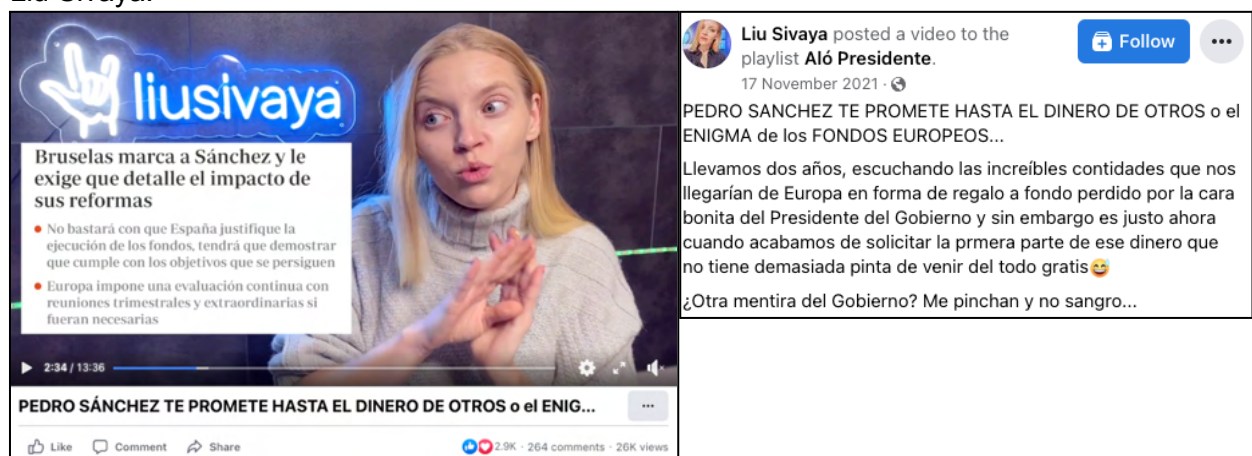 Liu Sivaya.
liusivaya
Bruselas marca a Sánchez y le
exige que detalle el impacto de
sus reformas
• No bastará con que España justifique la
ejecución de los fondos, tendrá que demostrar
que cumple con los objetivos que se persiguen
• Europa impone una evaluación continua con
reuniones trimestrales y extraordinarias si
fueran necesarias
2:34 / 13:36
PEDRO SÁNCHEZ TE PROMETE HASTA EL DINERO DE OTROS o el ENIG...
Like Comment Share 2.9K · 264 comments · 26K views
Liu Sivaya posted a video to the
playlist Aló Presidente.
17 November 2021 ·
Follow
PEDRO SANCHEZ TE PROMETE HASTA EL DINERO DE OTROS o el
ENIGMA de los FONDOS EUROPEOS...
Llevamos dos años, escuchando las increíbles contidades que nos
llegarían de Europa en forma de regalo a fondo perdido por la cara
bonita del Presidente del Gobierno y sin embargo es justo ahora
cuando acabamos de solicitar la prmera parte de ese dinero que
no tiene demasiada pinta de venir del todo gratis😅
¿Otra mentira del Gobierno? Me pinchan y no sangro...